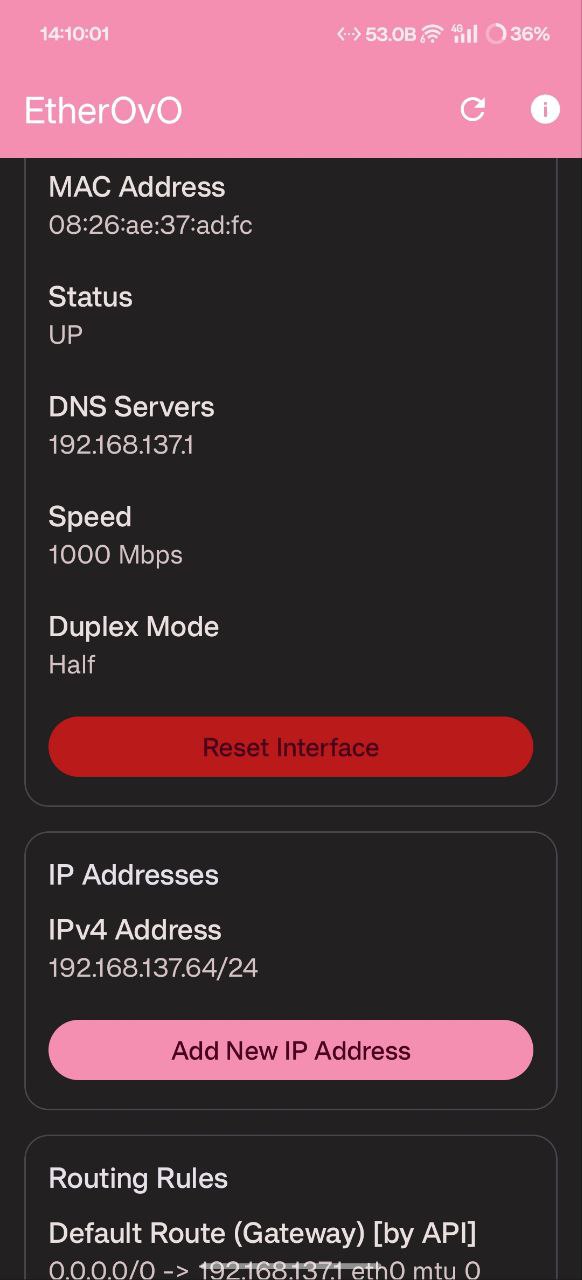 14:10:01
53.0B 4G 36%
EtherOvO
MAC Address
08:26:ae:37:ad:fc
Status
UP
DNS Servers
192.168.137.1
Speed
1000 Mbps
Duplex Mode
Half
Reset Interface
IP Addresses
IPv4 Address
192.168.137.64/24
Add New IP Address
Routing Rules
Default Route (Gateway) [by API]
0.0.0.0/0 -> 192.168.137.1 eth0 mtu 0